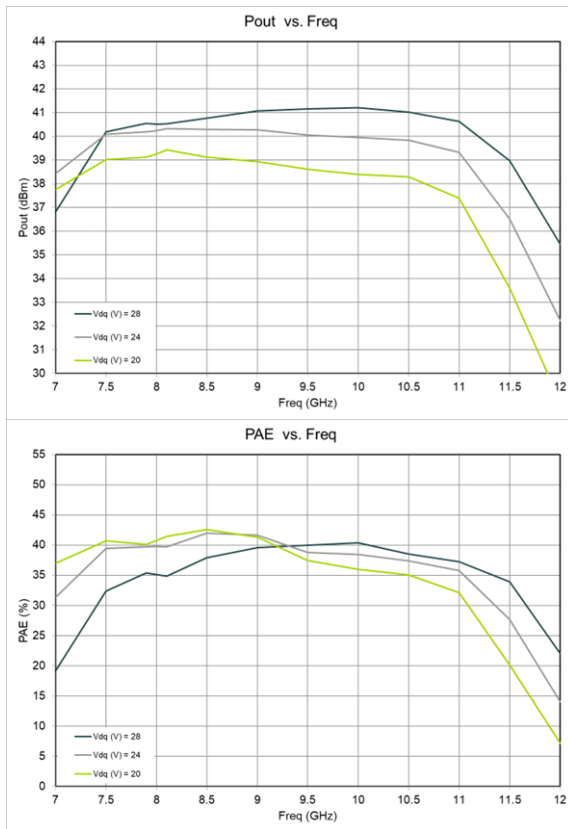 Pout vs. Freq
44
43
42
41
40
39
38
37
36
35
34
33
32
31
30
Pout (dBm)
Vdq (V) = 28
Vdq (V) = 24
Vdq (V) = 20
7 7.5 8 8.5 9 9.5 10 10.5 11 11.5 12
Freq (GHz)
PAE vs. Freq
55
50
45
40
35
30
25
20
15
10
5
0
PAE (%)
Vdq (V) = 28
Vdq (V) = 24
Vdq (V) = 20
7 7.5 8 8.5 9 9.5 10 10.5 11 11.5 12
Freq (GHz)